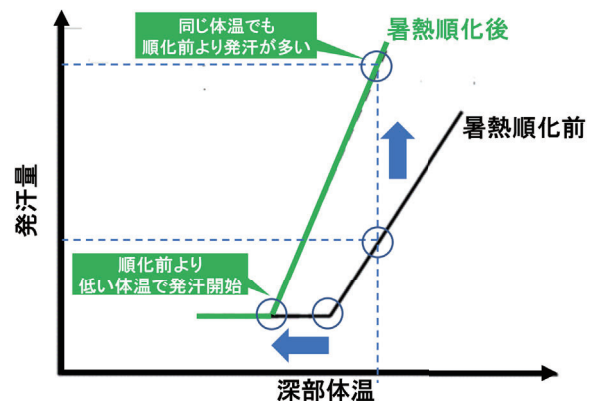 同じ体温でも
順化前より発汗が多い
暑熱順化後
暑熱順化前
発汗量
順化前より
低い体温で発汗開始
深部体温